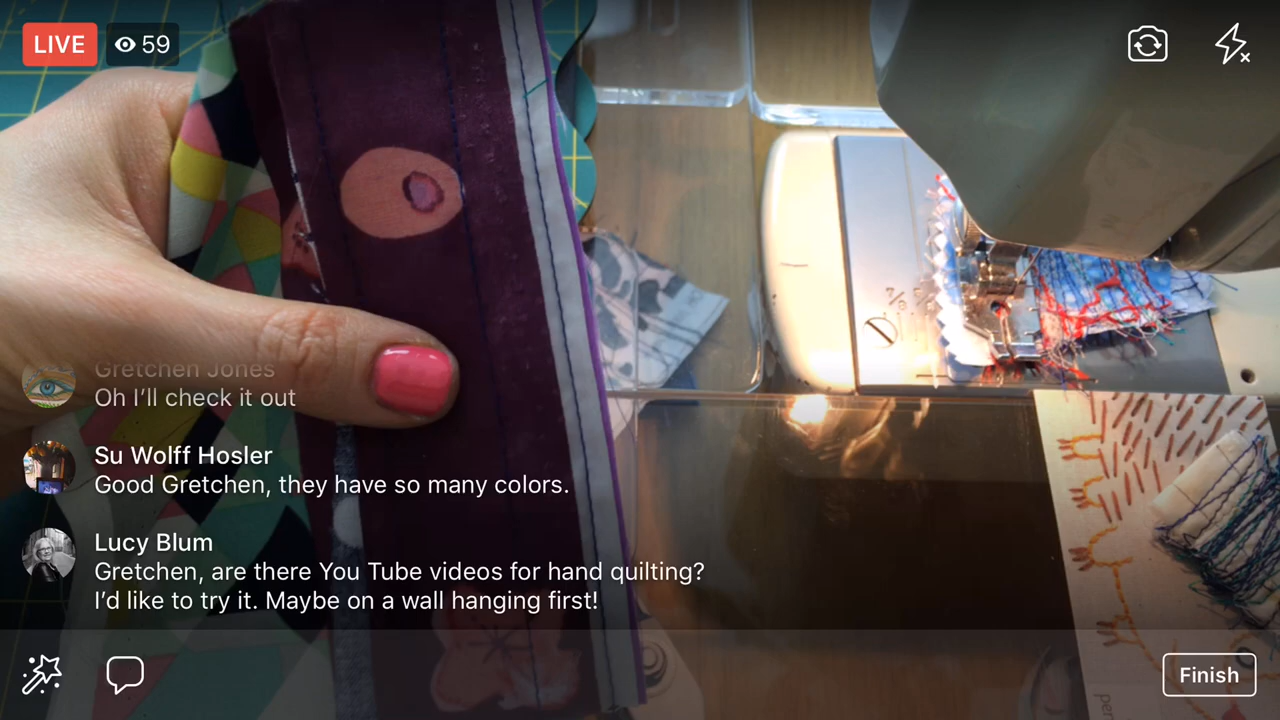 LIVE 59
Gretchen Jones
Oh I’ll check it out
Su Wolff Hosler
Good Gretchen, they have so many colors.
Lucy Blum
Gretchen, are there You Tube videos for hand quilting?
I’d like to try it. Maybe on a wall hanging first!
Finish